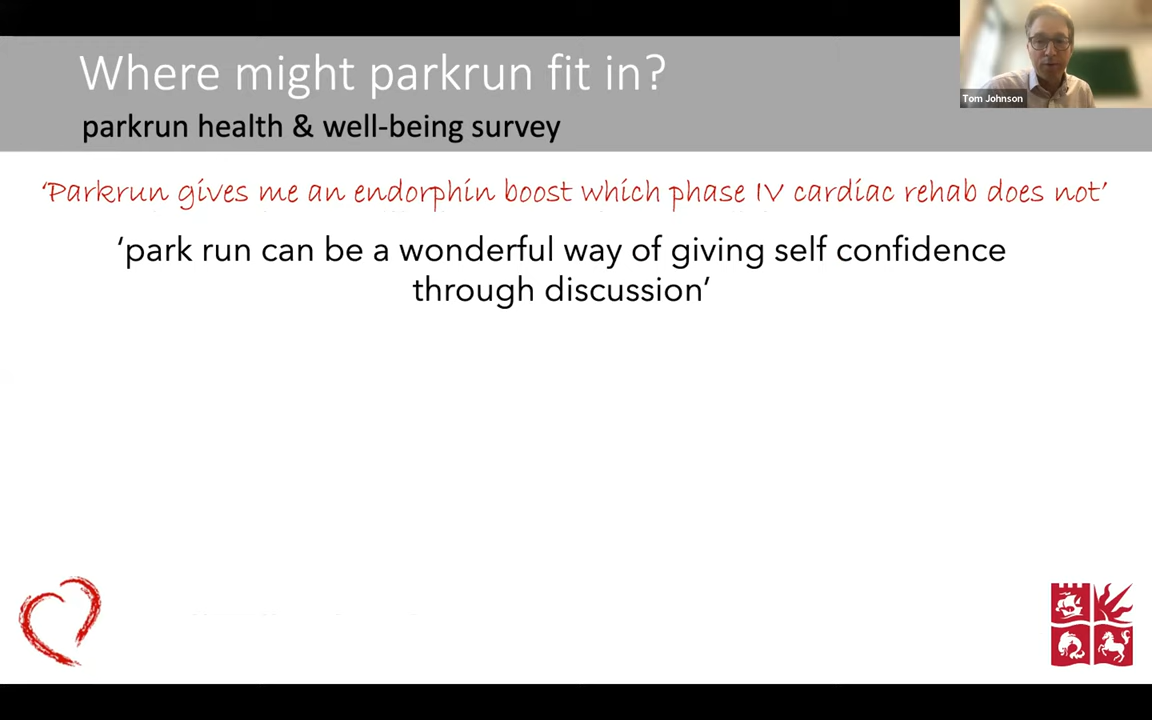 Where might parkrun fit in?
parkrun health & well-being survey
Tom Johnson
‘Parkrun gives me an endorphin boost which phase IV cardiac rehab does not’
‘park run can be a wonderful way of giving self confidence
through discussion’